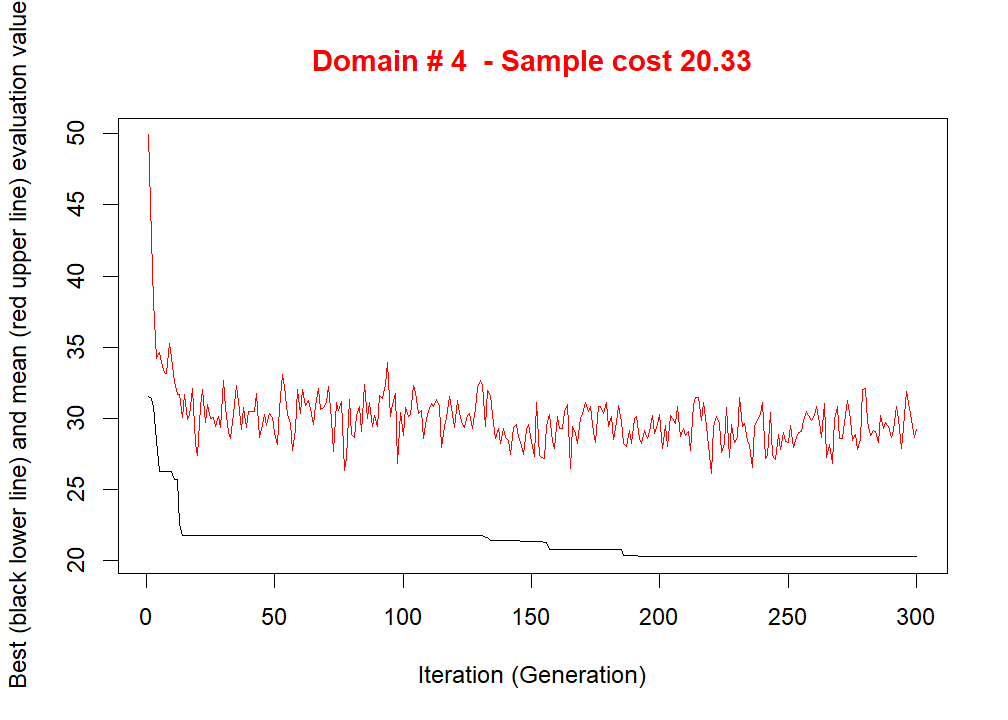 Domain # 4  - Sample cost 20.33
Best (black lower line) and mean (red upper line) evaluation value
50
45
40
35
30
25
20
0 50 100 150 200 250 300
Iteration (Generation)